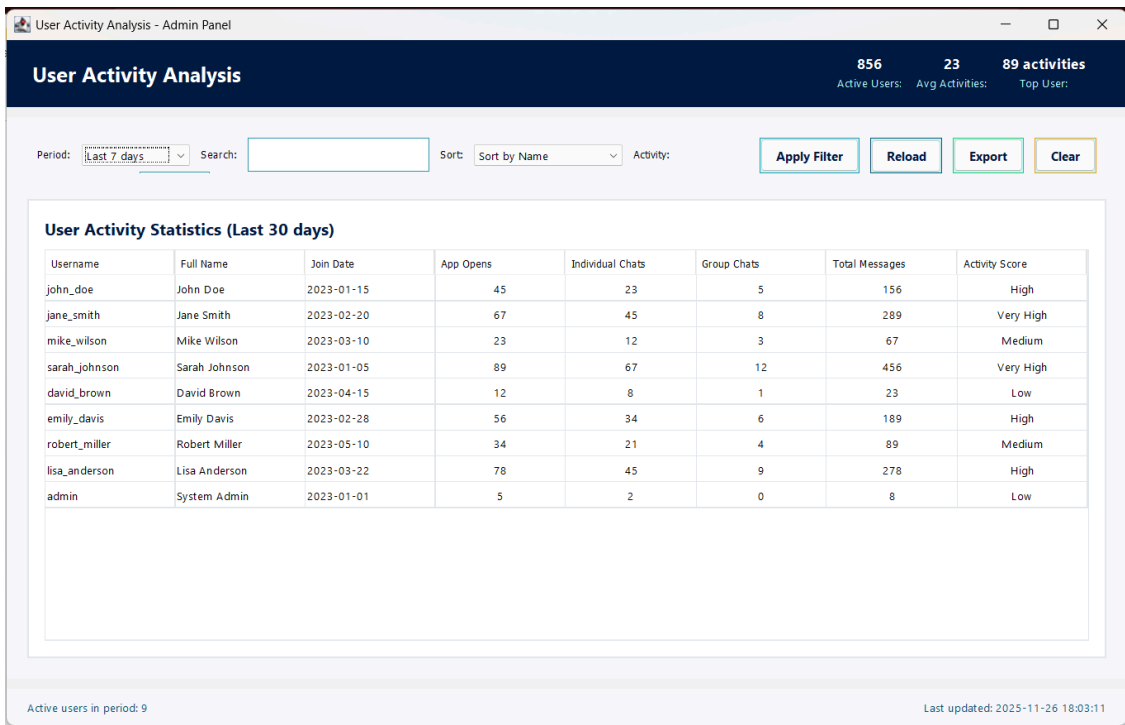 User Activity Analysis - Admin Panel
User Activity Analysis
856 23 89 activities
Active Users: Avg Activities: Top User:
Period: Last 7 days Search: Sort: Sort by Name Activity: Apply Filter Reload Export Clear
User Activity Statistics (Last 30 days)
Username Full Name Join Date App Opens Individual Chats Group Chats Total Messages Activity Score
john_doe John Doe 2023-01-15 45 23 5 156 High
jane_smith Jane Smith 2023-02-20 67 45 8 289 Very High
mike_wilson Mike Wilson 2023-03-10 23 12 3 67 Medium
sarah_johnson Sarah Johnson 2023-01-05 89 67 12 456 Very High
david_brown David Brown 2023-04-15 12 8 1 23 Low
emily_davis Emily Davis 2023-02-28 56 34 6 189 High
robert_miller Robert Miller 2023-05-10 34 21 4 89 Medium
lisa_anderson Lisa Anderson 2023-03-22 78 45 9 278 High
admin System Admin 2023-01-01 5 2 0 8 Low
Active users in period: 9 Last updated: 2025-11-26 18:03:11